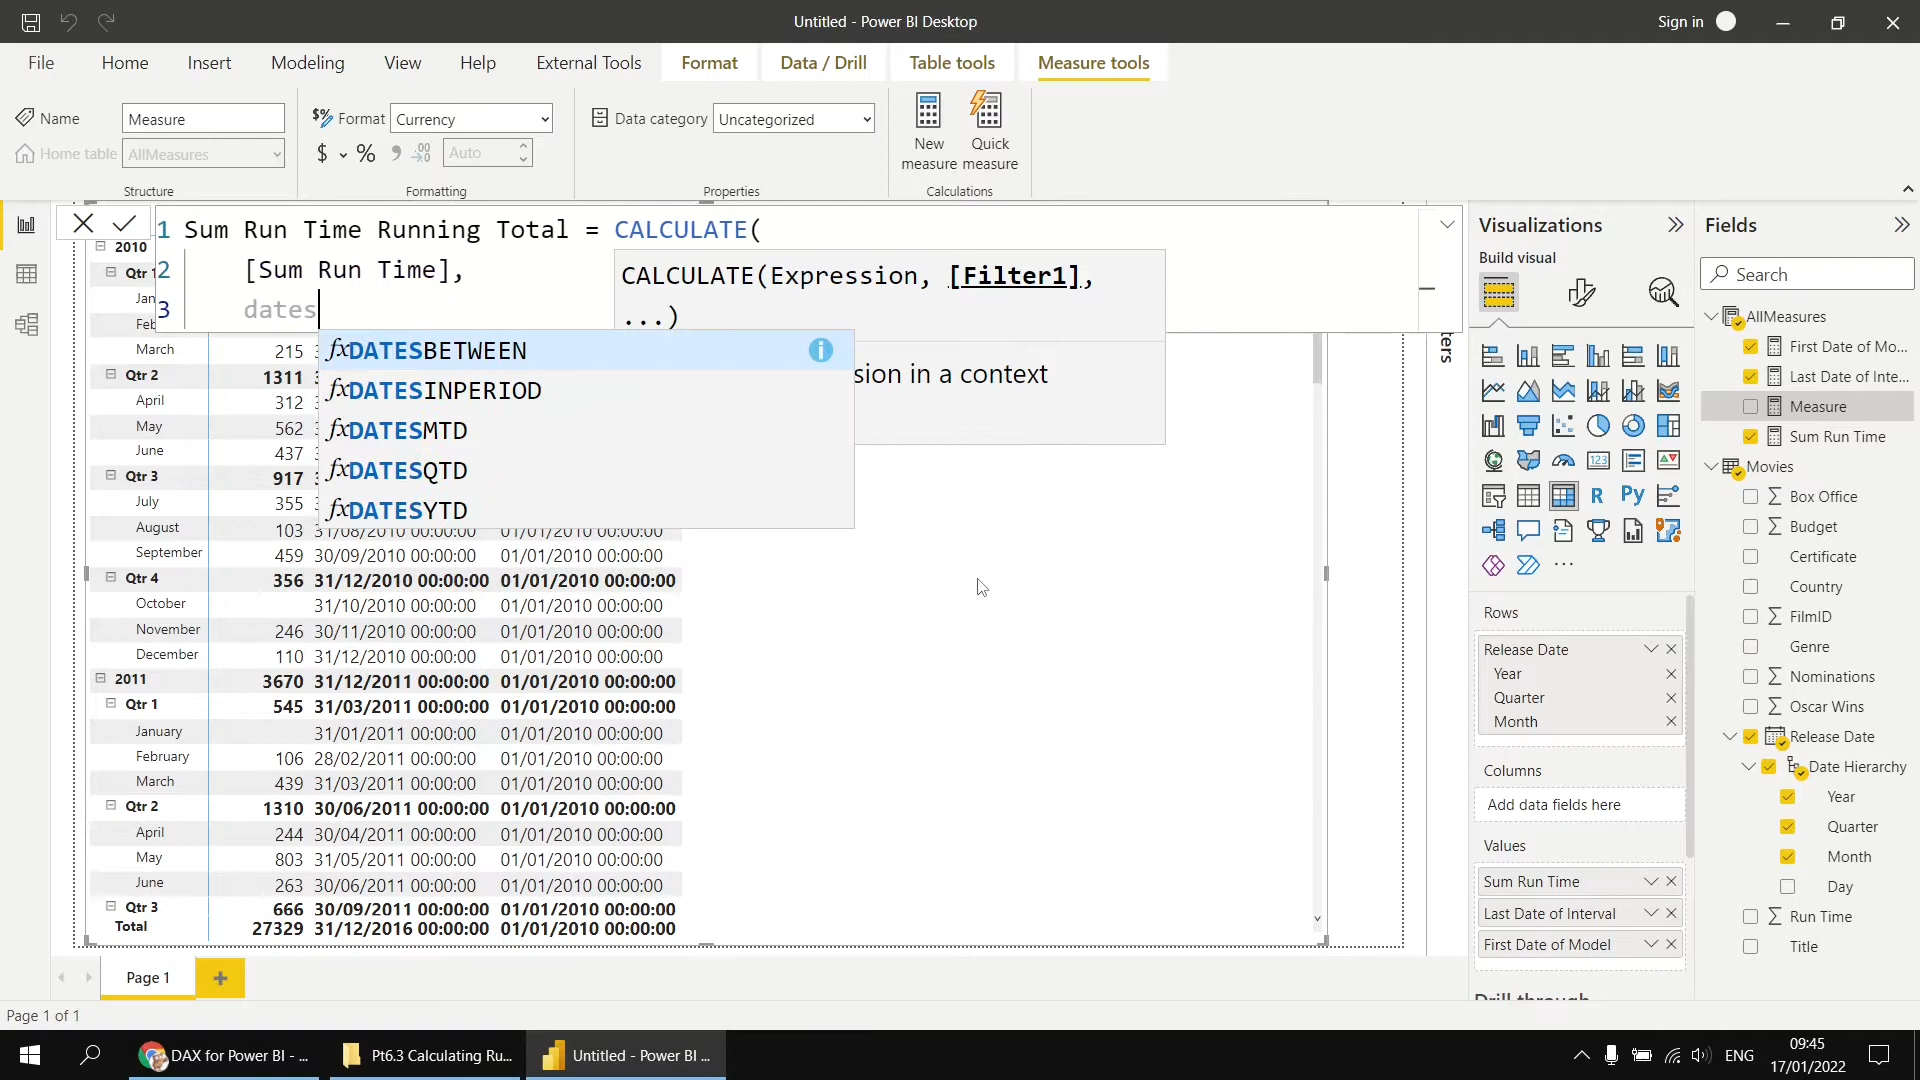 Untitled - Power BI Desktop
Sign in
File
Home
Insert
Modeling
View
Help
External Tools
Format
Data / Drill
Table tools
Measure tools
Name
Measure
Home table
AllMeasures
Structure
Format
Currency
$
%
Auto
Formatting
Data category
Uncategorized
Properties
New measure
Quick measure
Calculations
1 Sum Run Time Running Total = CALCULATE(
2 [Sum Run Time],
3 dates
CALCULATE(Expression, [Filter1],
...)
sion in a context
DATESBETWEEN
DATESINPERIOD
DATESMTD
DATESQTD
DATESYTD
2010
Qtr 1
Jan
Feb
March 215
Qtr 2 1311
April 312
May 562
June 437
Qtr 3 917
July 355
August 103 31/08/2010 00:00:00 01/01/2010 00:00:00
September 459 30/09/2010 00:00:00 01/01/2010 00:00:00
Qtr 4 356 31/12/2010 00:00:00 01/01/2010 00:00:00
October 31/10/2010 00:00:00 01/01/2010 00:00:00
November 246 30/11/2010 00:00:00 01/01/2010 00:00:00
December 110 31/12/2010 00:00:00 01/01/2010 00:00:00
2011 3670 31/12/2011 00:00:00 01/01/2010 00:00:00
Qtr 1 545 31/03/2011 00:00:00 01/01/2010 00:00:00
January 31/01/2011 00:00:00 01/01/2010 00:00:00
February 106 28/02/2011 00:00:00 01/01/2010 00:00:00
March 439 31/03/2011 00:00:00 01/01/2010 00:00:00
Qtr 2 1310 30/06/2011 00:00:00 01/01/2010 00:00:00
April 244 30/04/2011 00:00:00 01/01/2010 00:00:00
May 803 31/05/2011 00:00:00 01/01/2010 00:00:00
June 263 30/06/2011 00:00:00 01/01/2010 00:00:00
Qtr 3 666 30/09/2011 00:00:00 01/01/2010 00:00:00
Total 27329 31/12/2016 00:00:00 01/01/2010 00:00:00
ters
Visualizations
Build visual
R
Py
123
...
Rows
Release Date
Year
Quarter
Month
Columns
Add data fields here
Values
Sum Run Time
Last Date of Interval
First Date of Model
Drill through
Fields
Search
AllMeasures
First Date of Mo...
Last Date of Inte...
Measure
Sum Run Time
Movies
Box Office
Budget
Certificate
Country
FilmID
Genre
Nominations
Oscar Wins
Release Date
Date Hierarchy
Year
Quarter
Month
Day
Run Time
Title
Page 1
Page 1 of 1
DAX for Power BI - ...
Pt6.3 Calculating Ru...
Untitled - Power BI ...
ENG
09:45
17/01/2022